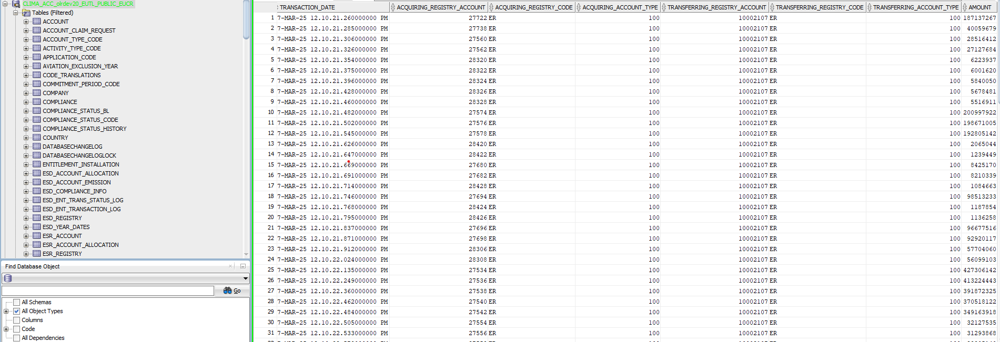 CLIMA_ACC_olrdev20_EUTL_PUBLIC_EUCR
Tables (Filtered)
ACCOUNT
ACCOUNT_CLAIM_REQUEST
ACCOUNT_TYPE_CODE
ACTIVITY_TYPE_CODE
APPLICATION_CODE
AVIATION_EXCLUSION_YEAR
CODE_TRANSLATIONS
COMMITMENT_PERIOD_CODE
COMPANY
COMPLIANCE
COMPLIANCE_STATUS_BL
COMPLIANCE_STATUS_CODE
COMPLIANCE_STATUS_HISTORY
COUNTRY
DATABASECHANGELOG
DATABASECHANGELOGLOCK
ENTITLEMENT_INSTALLATION
ESD_ACCOUNT_ALLOCATION
ESD_ACCOUNT_EMISSION
ESD_COMPLIANCE_INFO
ESD_ENT_TRANS_STATUS_LOG
ESD_ENT_TRANSACTION_LOG
ESD_REGISTRY
ESD_YEAR_DATES
ESR_ACCOUNT
ESR_ACCOUNT_ALLOCATION
ESR_REGISTRY
Find Database Object
Go
All Schemas
All Object Types
Columns
Code
All Dependencies
TRANSACTION_DATE ACQUIRING_REGISTRY_ACCOUNT ACQUIRING_REGISTRY_CODE ACQUIRING_ACCOUNT_TYPE TRANSFERRING_REGISTRY_ACCOUNT TRANSFERRING_REGISTRY_CODE TRANSFERRING_ACCOUNT_TYPE AMOUNT
1 7-MAR-25 12.10.21.260000000 PM 27722 ER 100 10002107 ER 100 187137267
2 7-MAR-25 12.10.21.285000000 PM 27738 ER 100 10002107 ER 100 40059679
3 7-MAR-25 12.10.21.306000000 PM 27560 ER 100 10002107 ER 100 28516412
4 7-MAR-25 12.10.21.326000000 PM 27562 ER 100 10002107 ER 100 27127684
5 7-MAR-25 12.10.21.354000000 PM 28320 ER 100 10002107 ER 100 6223937
6 7-MAR-25 12.10.21.375000000 PM 28322 ER 100 10002107 ER 100 6001620
7 7-MAR-25 12.10.21.396000000 PM 28324 ER 100 10002107 ER 100 5840050
8 7-MAR-25 12.10.21.428000000 PM 28326 ER 100 10002107 ER 100 5678481
9 7-MAR-25 12.10.21.460000000 PM 28328 ER 100 10002107 ER 100 5516911
10 7-MAR-25 12.10.21.482000000 PM 27574 ER 100 10002107 ER 100 200997922
11 7-MAR-25 12.10.21.502000000 PM 27576 ER 100 10002107 ER 100 198671005
12 7-MAR-25 12.10.21.545000000 PM 27578 ER 100 10002107 ER 100 192805142
13 7-MAR-25 12.10.21.626000000 PM 28420 ER 100 10002107 ER 100 2065044
14 7-MAR-25 12.10.21.647000000 PM 28422 ER 100 10002107 ER 100 1239449
15 7-MAR-25 12.10.21.669000000 PM 27680 ER 100 10002107 ER 100 8425170
16 7-MAR-25 12.10.21.691000000 PM 27682 ER 100 10002107 ER 100 8210339
17 7-MAR-25 12.10.21.714000000 PM 28428 ER 100 10002107 ER 100 1084663
18 7-MAR-25 12.10.21.746000000 PM 27694 ER 100 10002107 ER 100 98513233
19 7-MAR-25 12.10.21.768000000 PM 28424 ER 100 10002107 ER 100 1187854
20 7-MAR-25 12.10.21.795000000 PM 28426 ER 100 10002107 ER 100 1136258
21 7-MAR-25 12.10.21.837000000 PM 27696 ER 100 10002107 ER 100 96677516
22 7-MAR-25 12.10.21.871000000 PM 27698 ER 100 10002107 ER 100 92920117
23 7-MAR-25 12.10.21.912000000 PM 28306 ER 100 10002107 ER 100 57704060
24 7-MAR-25 12.10.22.024000000 PM 28308 ER 100 10002107 ER 100 56099103
25 7-MAR-25 12.10.22.135000000 PM 27534 ER 100 10002107 ER 100 427306142
26 7-MAR-25 12.10.22.249000000 PM 27536 ER 100 10002107 ER 100 413224443
27 7-MAR-25 12.10.22.360000000 PM 27538 ER 100 10002107 ER 100 391872325
28 7-MAR-25 12.10.22.462000000 PM 27540 ER 100 10002107 ER 100 370518122
29 7-MAR-25 12.10.22.484000000 PM 27542 ER 100 10002107 ER 100 349163918
30 7-MAR-25 12.10.22.505000000 PM 27554 ER 100 10002107 ER 100 32127535
31 7-MAR-25 12.10.22.533000000 PM 27556 ER 100 10002107 ER 100 31293868